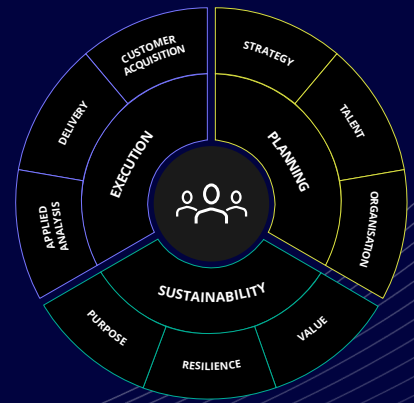 CUSTOMER
ACQUISITION
DELIVERY
APPLIED
ANALYSIS
EXECUTION
STRATEGY
TALENT
ORGANISATION
PLANNING
SUSTAINABILITY
PURPOSE
RESILIENCE
VALUE